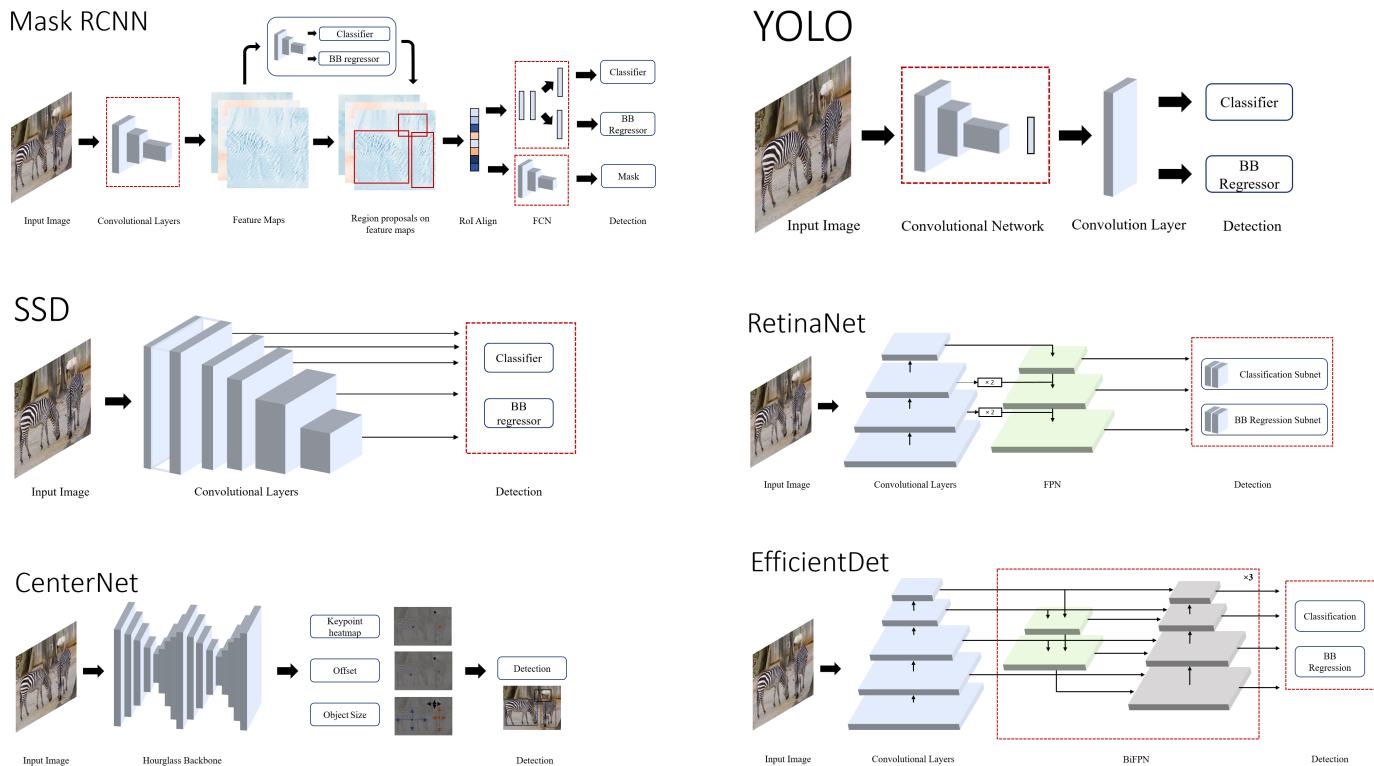 Mask RCNN
Classifier
BB regressor
Classifier
BB
Regressor
Mask
Input Image
Convolutional Layers
Feature Maps
Region proposals on
feature maps
RoI Align
FCN
Detection
YOLO
Classifier
BB
Regressor
Input Image
Convolutional Network
Convolution Layer
Detection
SSD
Classifier
BB
regressor
Input Image
Convolutional Layers
Detection
RetinaNet
× 2
× 2
Classification Subnet
BB Regression Subnet
Input Image
Convolutional Layers
FPN
Detection
CenterNet
Keypoint
heatmap
Offset
Object Size
Detection
Input Image
Hourglass Backbone
Detection
EfficientDet
×3
Classification
BB
Regression
Input Image
Convolutional Layers
BiFPN
Detection